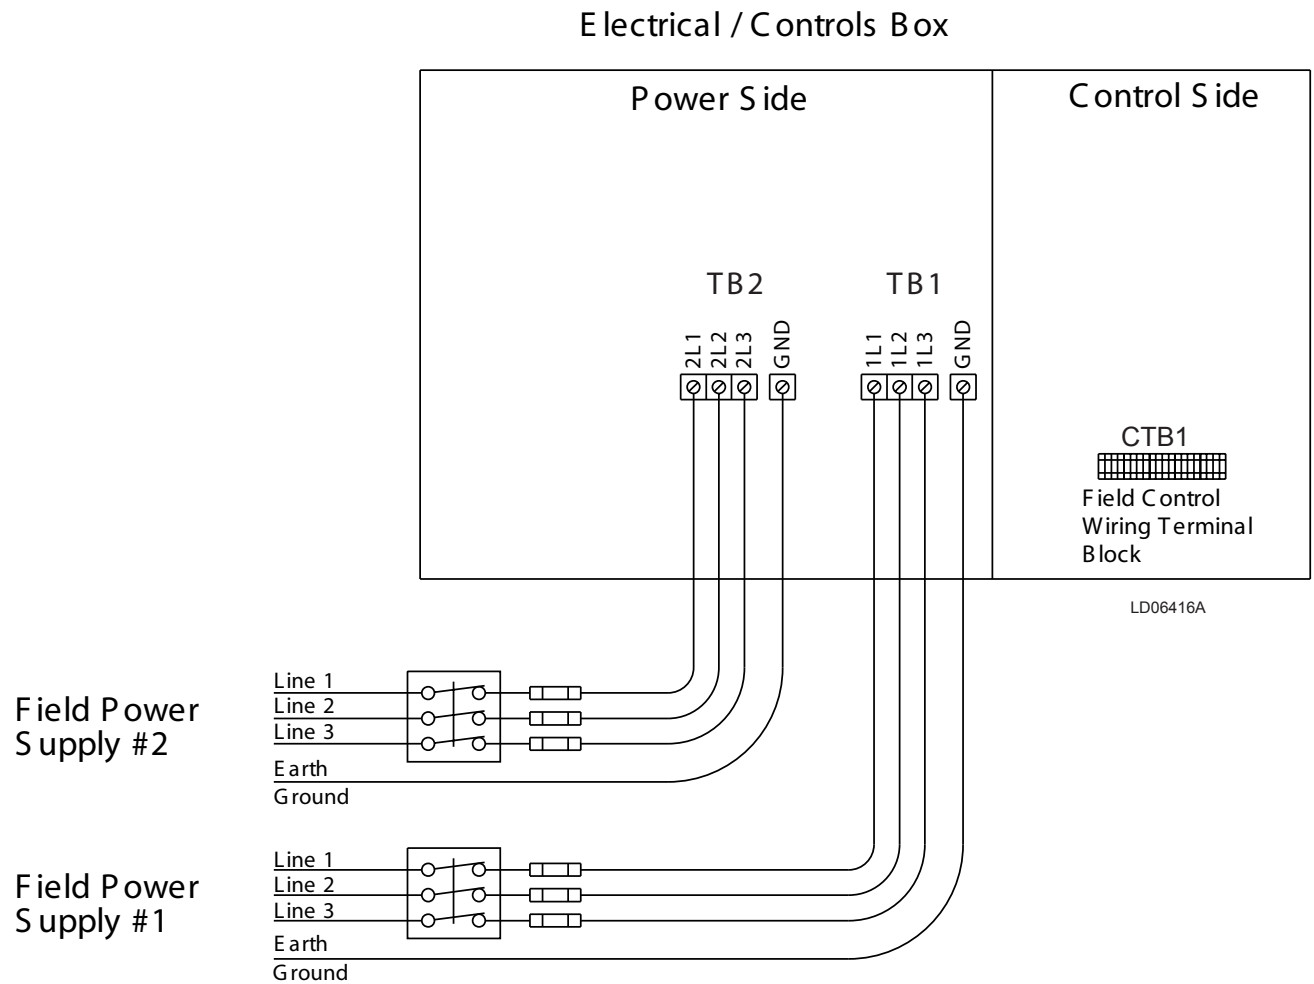 Electrical / Controls Box
Power Side
Control Side
TB2
TB1
2L1
2L2
2L3
GND
1L1
1L2
1L3
GND
CTB1
Field Control
Wiring Terminal
Block
LD06416A
Field Power
Supply #2
Line 1
Line 2
Line 3
Earth
Ground
Field Power
Supply #1
Line 1
Line 2
Line 3
Earth
Ground